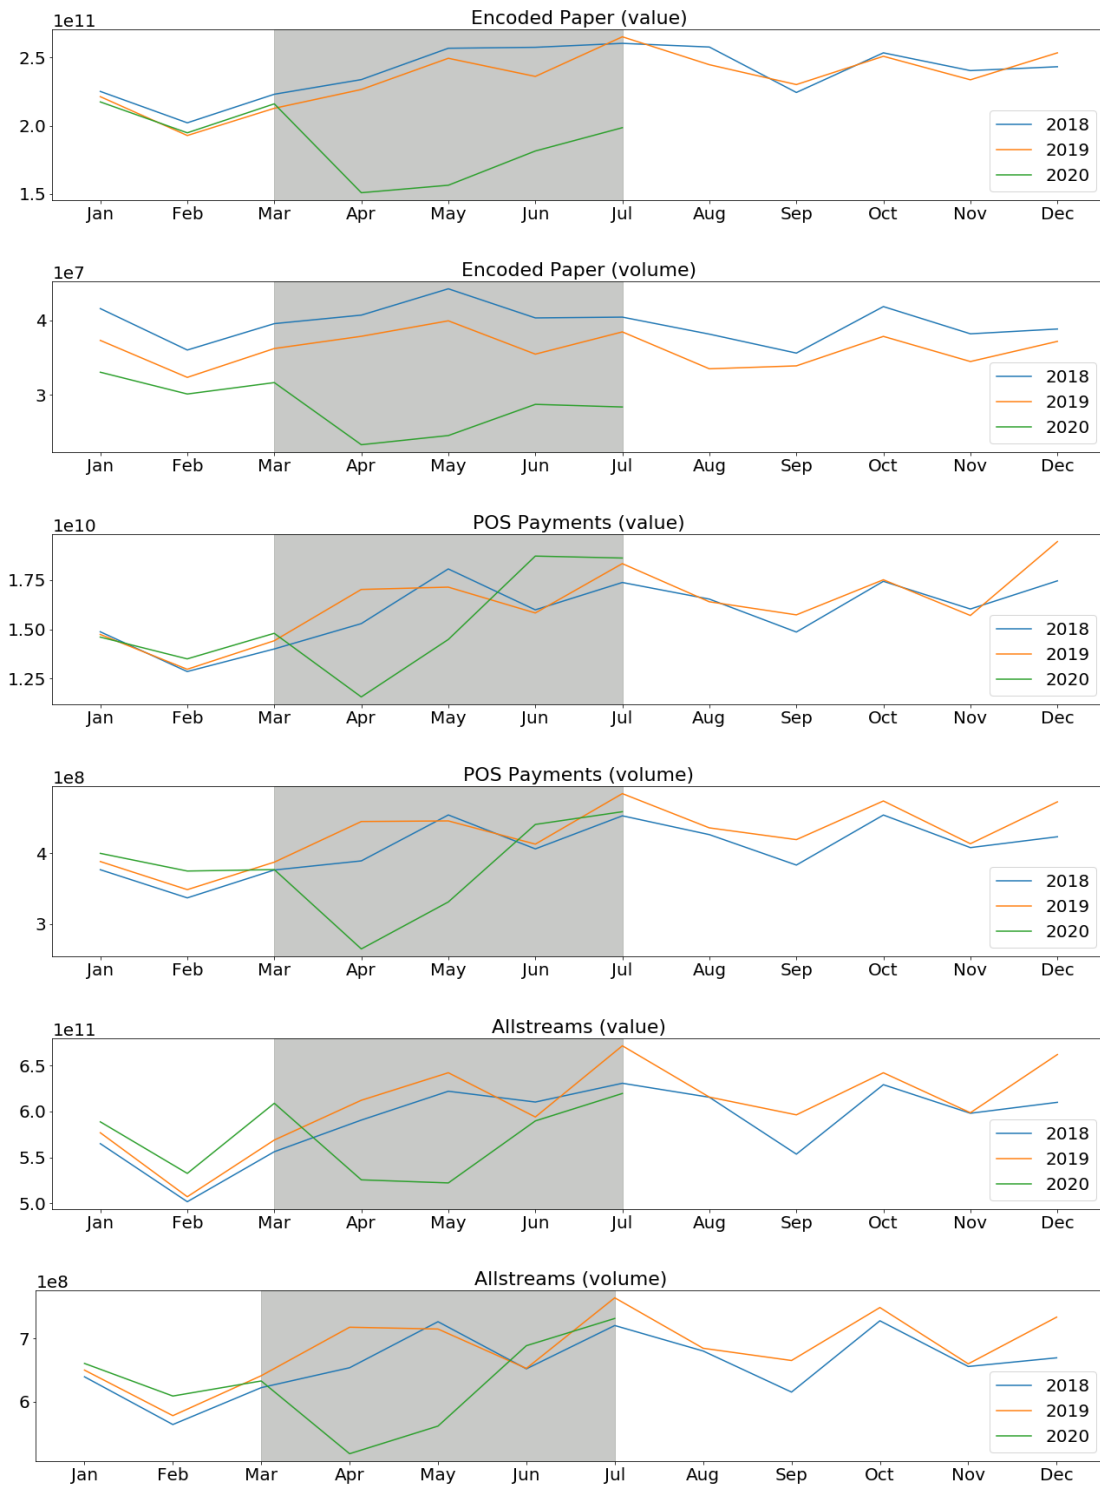 Encoded Paper (value)
1e11
2.5
2.0
1.5
2018
2019
2020
Jan Feb Mar Apr May Jun Jul Aug Sep Oct Nov Dec
Encoded Paper (volume)
1e7
4
3
2018
2019
2020
Jan Feb Mar Apr May Jun Jul Aug Sep Oct Nov Dec
POS Payments (value)
1e10
1.75
1.50
1.25
2018
2019
2020
Jan Feb Mar Apr May Jun Jul Aug Sep Oct Nov Dec
POS Payments (volume)
1e8
4
3
2018
2019
2020
Jan Feb Mar Apr May Jun Jul Aug Sep Oct Nov Dec
Allstreams (value)
1e11
6.5
6.0
5.5
5.0
2018
2019
2020
Jan Feb Mar Apr May Jun Jul Aug Sep Oct Nov Dec
Allstreams (volume)
1e8
7
6
2018
2019
2020
Jan Feb Mar Apr May Jun Jul Aug Sep Oct Nov Dec